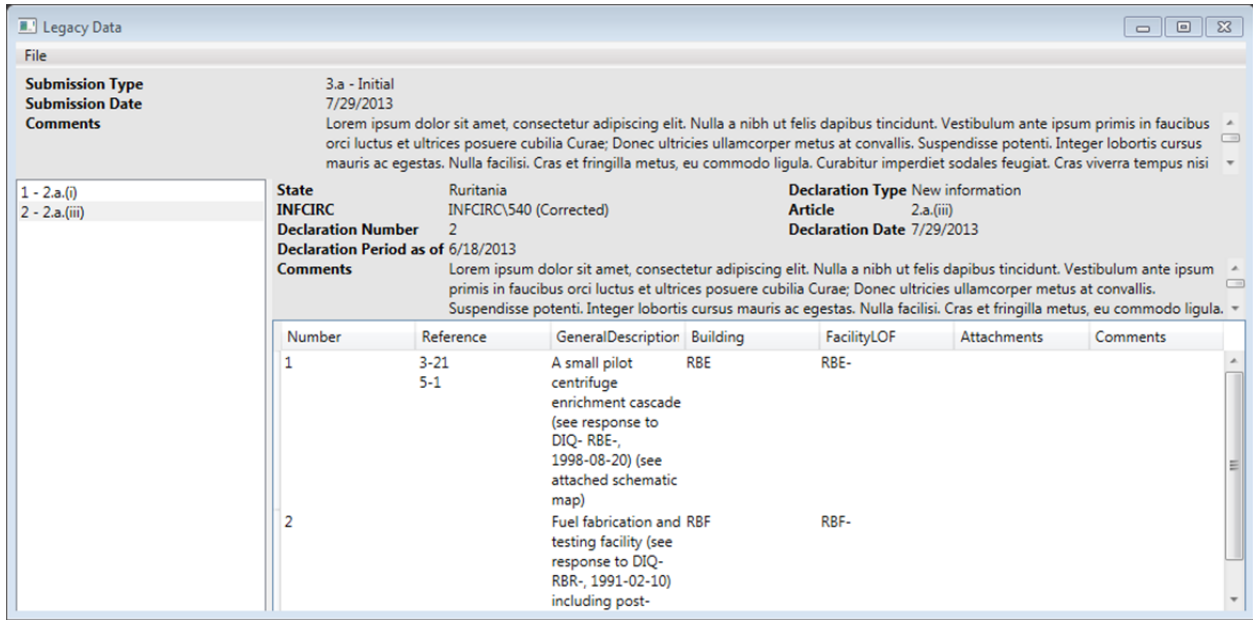 Legacy Data
File
Submission Type 3.a - Initial
Submission Date 7/29/2013
Comments Lorem ipsum dolor sit amet, consectetur adipiscing elit. Nulla a nibh ut felis dapibus tincidunt. Vestibulum ante ipsum primis in faucibus
orci luctus et ultrices posuere cubilia Curae; Donec ultricies ullamcorper metus at convallis. Suspendisse potenti. Integer lobortis cursus
mauris ac egestas. Nulla facilisi. Cras et fringilla metus, eu commodo ligula. Curabitur imperdiet sodales feugiat. Cras viverra tempus nisi
1 - 2.a.(i)
2 - 2.a.(iii)
State Ruritania Declaration Type New information
INFCIRC INFCIRC\540 (Corrected) Article 2.a.(iii)
Declaration Number 2 Declaration Date 7/29/2013
Declaration Period as of 6/18/2013
Comments Lorem ipsum dolor sit amet, consectetur adipiscing elit. Nulla a nibh ut felis dapibus tincidunt. Vestibulum ante ipsum
primis in faucibus orci luctus et ultrices posuere cubilia Curae; Donec ultricies ullamcorper metus at convallis.
Suspendisse potenti. Integer lobortis cursus mauris ac egestas. Nulla facilisi. Cras et fringilla metus, eu commodo ligula.
Number Reference GeneralDescription Building FacilityLOF Attachments Comments
1 3-21 A small pilot RBE RBE-
5-1 centrifuge
enrichment cascade
(see response to
DIQ- RBE-,
1998-08-20) (see
attached schematic
map)
2 Fuel fabrication and RBF RBF-
testing facility (see
response to DIQ-
RBR-, 1991-02-10)
including post-